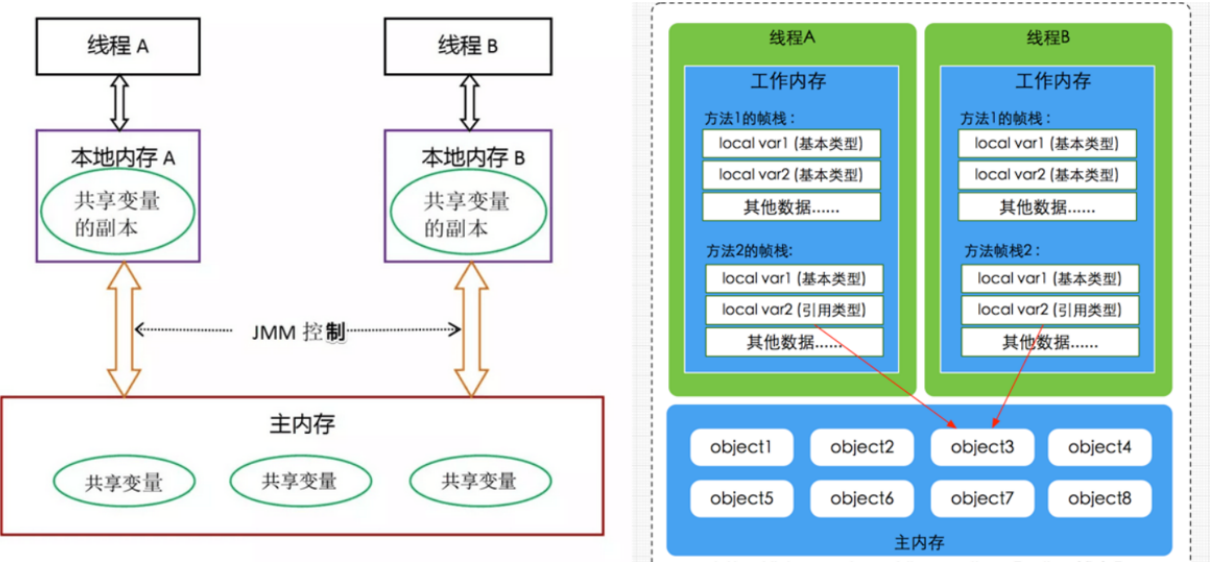 线程 A
线程 B
本地内存 A
共享变量
的副本
本地内存 B
共享变量
的副本
JMM 控制
主内存
共享变量
共享变量
共享变量
线程A
工作内存
方法1的帧栈：
local var1 (基本类型)
local var2 (基本类型)
其他数据......
方法2的帧栈:
local var1 (基本类型)
local var2 (引用类型)
其他数据......
线程B
工作内存
方法1的帧栈：
local var1 (基本类型)
local var2 (基本类型)
其他数据......
方法帧栈2：
local var1 (基本类型)
local var2 (引用类型)
其他数据......
object1
object2
object3
object4
object5
object6
object7
object8
主内存